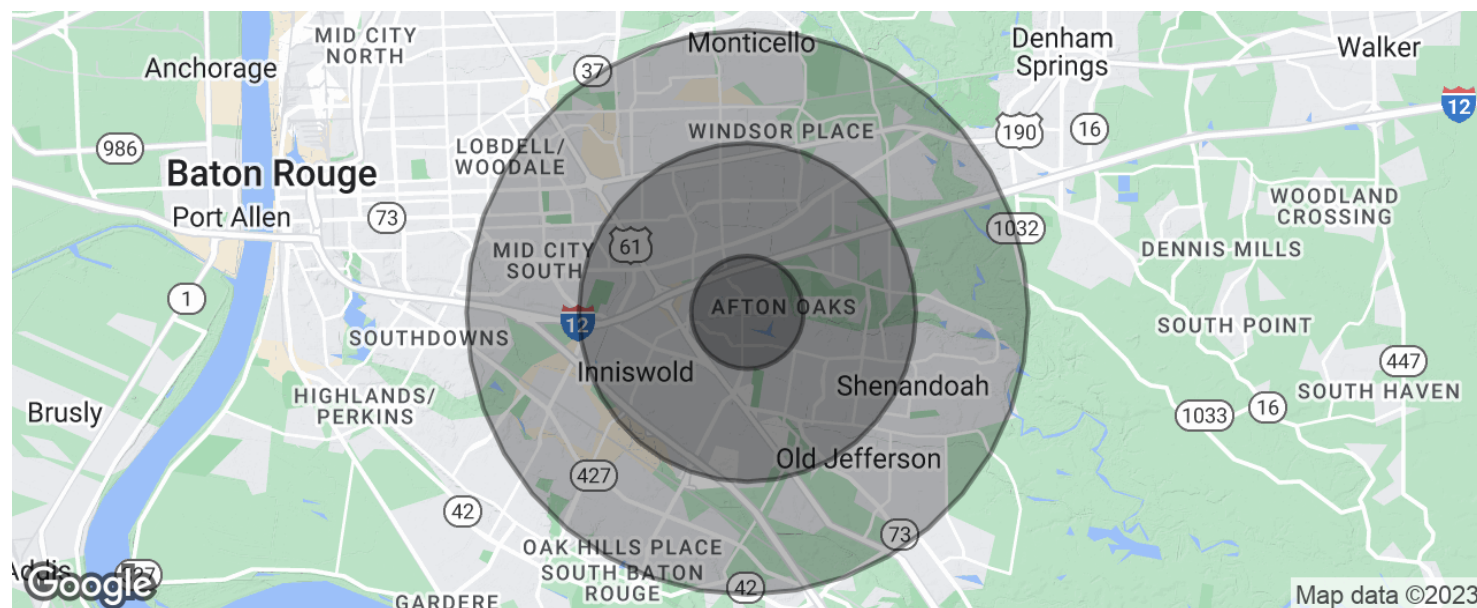 MID CITY
NORTH
Monticello
Denham
Springs
Walker
Anchorage
37
12
190
16
986
LOBDELL/
WOODALE
WINDSOR PLACE
Baton Rouge
Port Allen
73
WOODLAND
CROSSING
1032
MID CITY
SOUTH
61
DENNIS MILLS
1
AFTON OAKS
12
SOUTHDOWNS
SOUTH POINT
447
Inniswold
Shenandoah
HIGHLANDS/
PERKINS
SOUTH HAVEN
Brusly
1033
16
Old Jefferson
427
42
73
OAK HILLS PLACE
SOUTH BATON
ROUGE
42
Addis
Google
GARDERE
Map data ©2023